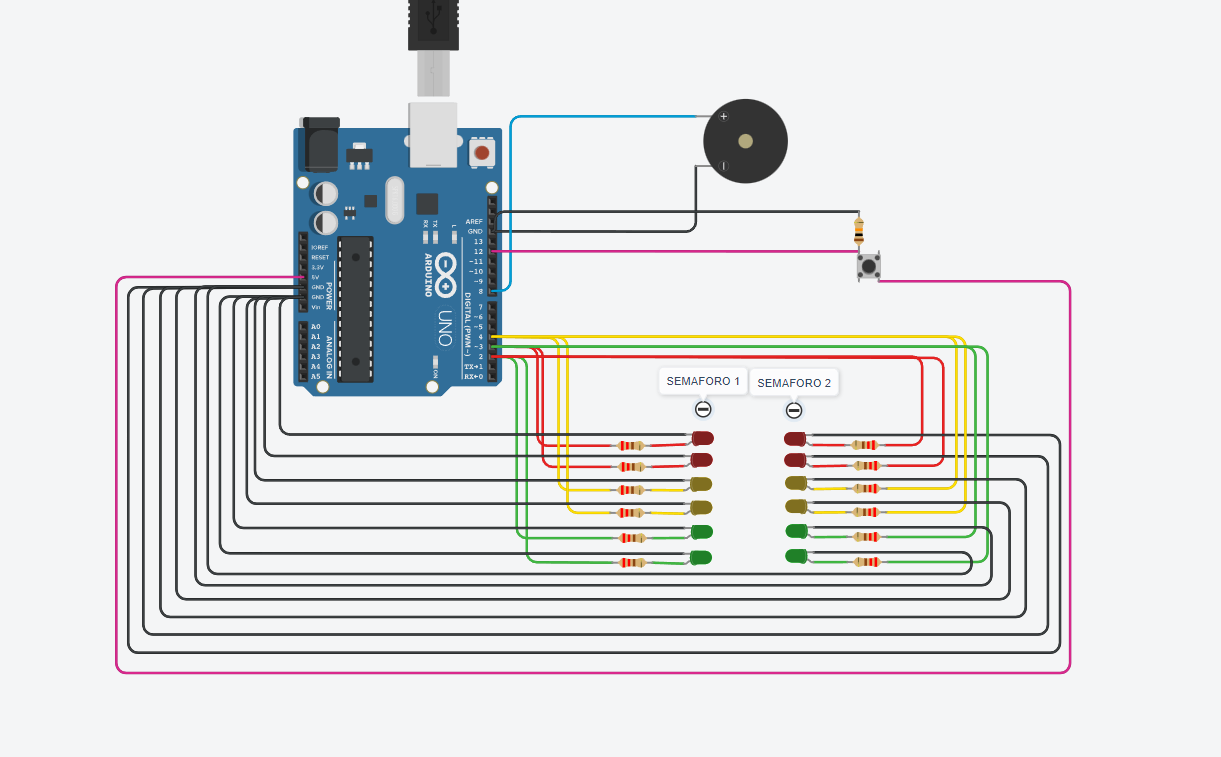 AREF
GND
13
12
~11
~10
~9
8
7
~6
~5
4
~3
2
TX→1
RX←0
DIGITAL (PWM~)
L
TX
RX
ARDUINO
UNO
ON
IOREF
RESET
3.3V
5V
GND
GND
Vin
POWER
A0
A1
A2
A3
A4
A5
ANALOG IN
SEMAFORO 1
SEMAFORO 2